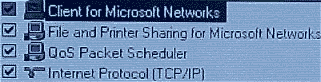 Client for Microsoft Networks
File and Printer Sharing for Microsoft Networks
QoS Packet Scheduler
Internet Protocol (TCP/IP)